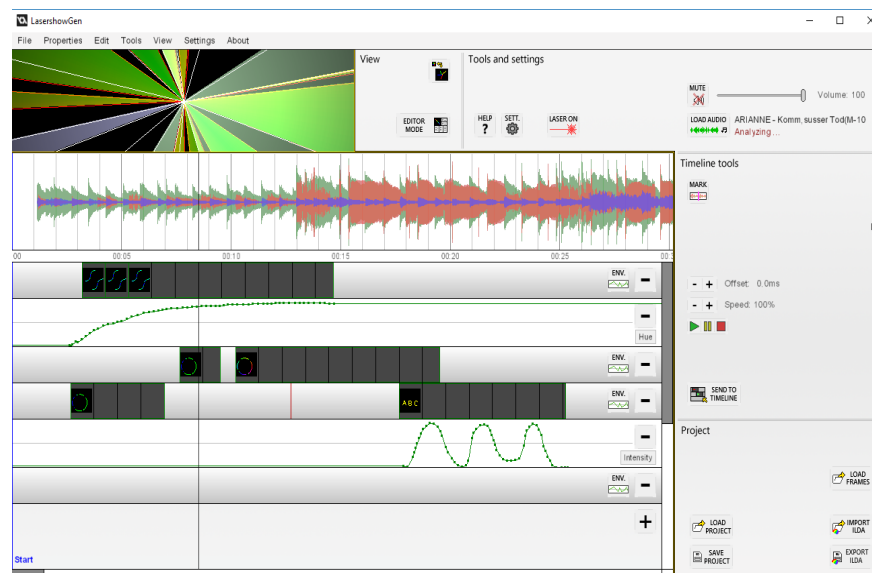 LasershowGen
File Properties Edit Tools View Settings About
View
Tools and settings
EDITOR
MODE
HELP
?
SETT.
LASER ON
MUTE
Volume: 100
LOAD AUDIO
ARIANNE - Komm, susser Tod(M-10
Analyzing...
Timeline tools
MARK
00 00:05 00:10 00:15 00:20 00:25 00:3
ENV.
- + Offset: 0.0ms
- + Speed: 100%
Hue
ENV.
ENV.
ABC
SEND TO
TIMELINE
Project
Intensity
ENV.
LOAD
FRAMES
LOAD
PROJECT
IMPORT
ILDA
SAVE
PROJECT
EXPORT
ILDA
Start